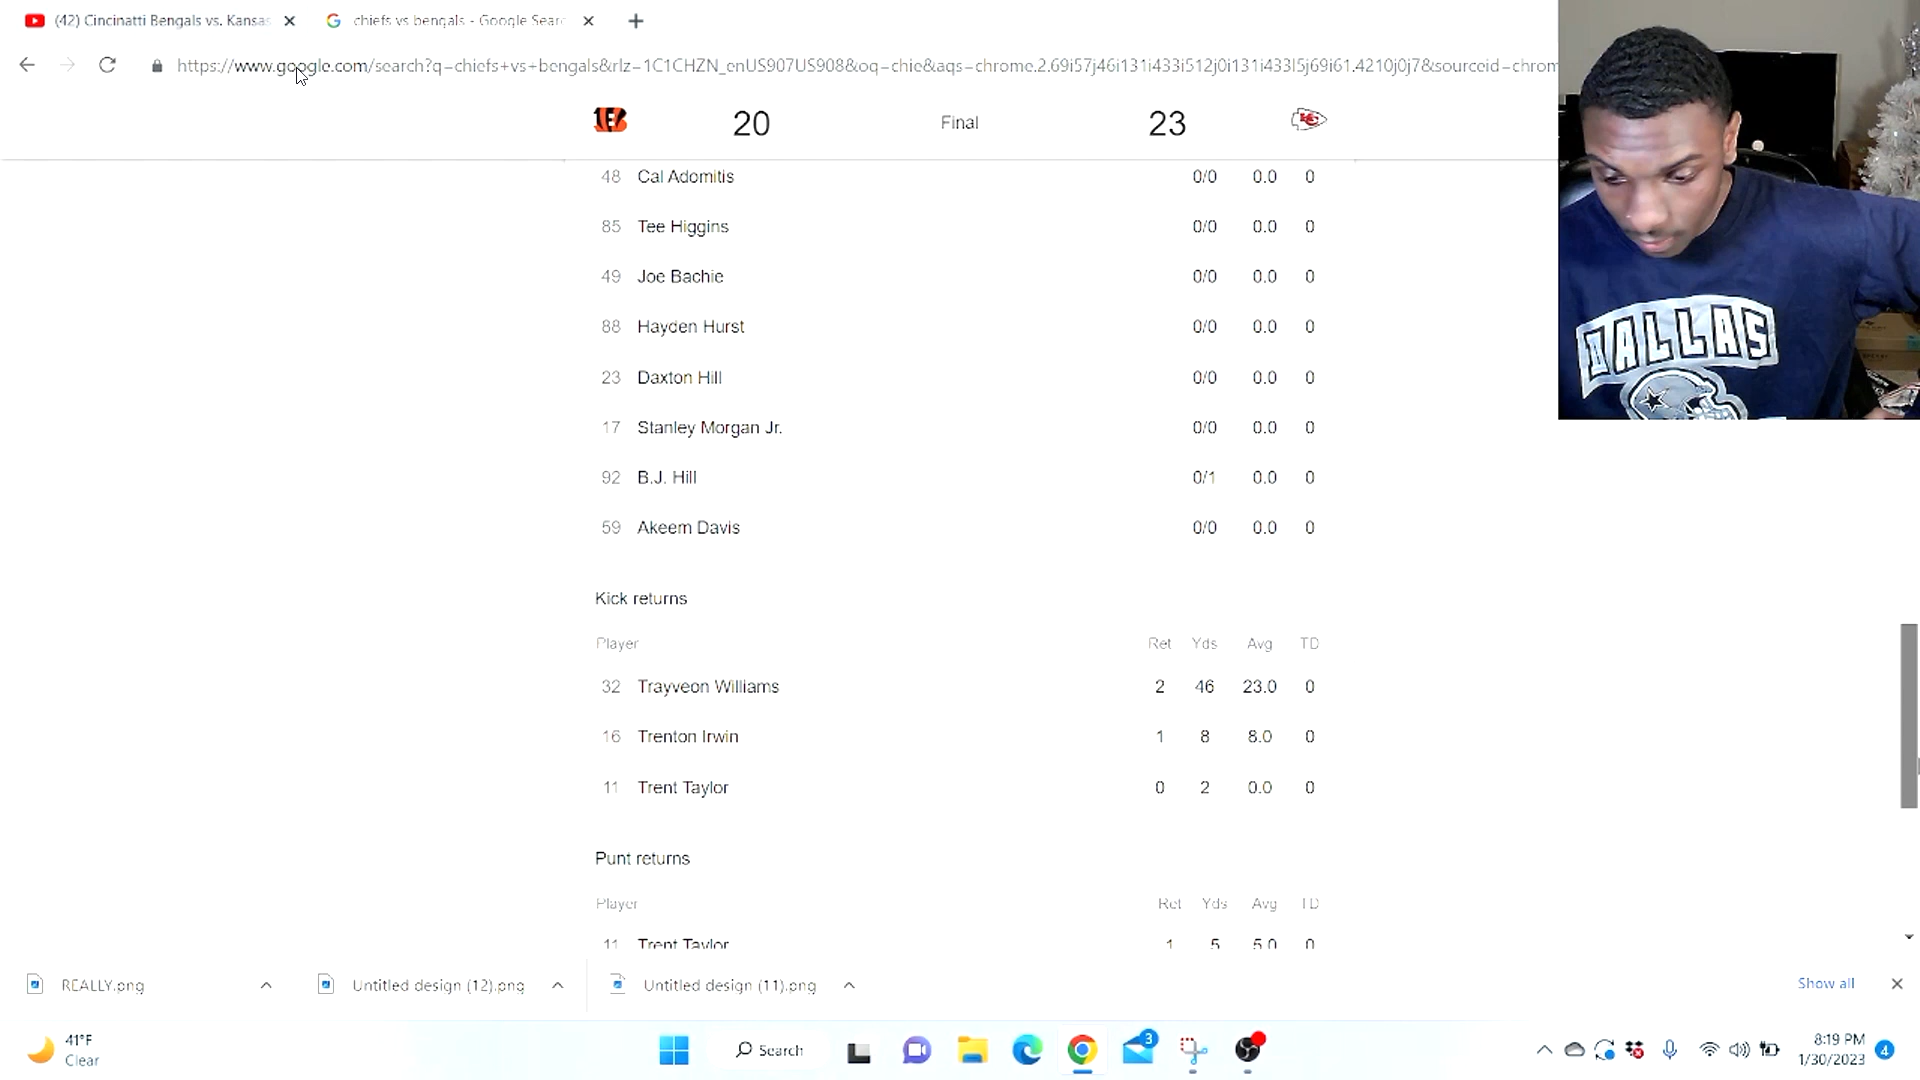 (42) Cincinatti Bengals vs. Kansas
chiefs vs bengals - Google Sear
https://www.google.com/search?q=chiefs+vs+bengals&rlz=1C1CHZN_enUS907US908&oq=chie&aqs=chrome.2.69i57j46i131i433i512j0i131i433l5j69i61.4210j0j7&sourceid=chrom
20 Final 23
48 Cal Adomitis 0/0 0.0 0
85 Tee Higgins 0/0 0.0 0
49 Joe Bachie 0/0 0.0 0
88 Hayden Hurst 0/0 0.0 0
23 Daxton Hill 0/0 0.0 0
17 Stanley Morgan Jr. 0/0 0.0 0
92 B.J. Hill 0/1 0.0 0
59 Akeem Davis 0/0 0.0 0
Kick returns
Player Ret Yds Avg TD
32 Trayveon Williams 2 46 23.0 0
16 Trenton Irwin 1 8 8.0 0
11 Trent Taylor 0 2 0.0 0
Punt returns
Player Ret Yds Avg TD
11 Trent Taylor 1 5 5.0 0
DALLAS
REALLY.png
Untitled design (12).png
Untitled design (11).png
Show all
41°F
Clear
Search
3
8:19 PM
1/30/2023
4